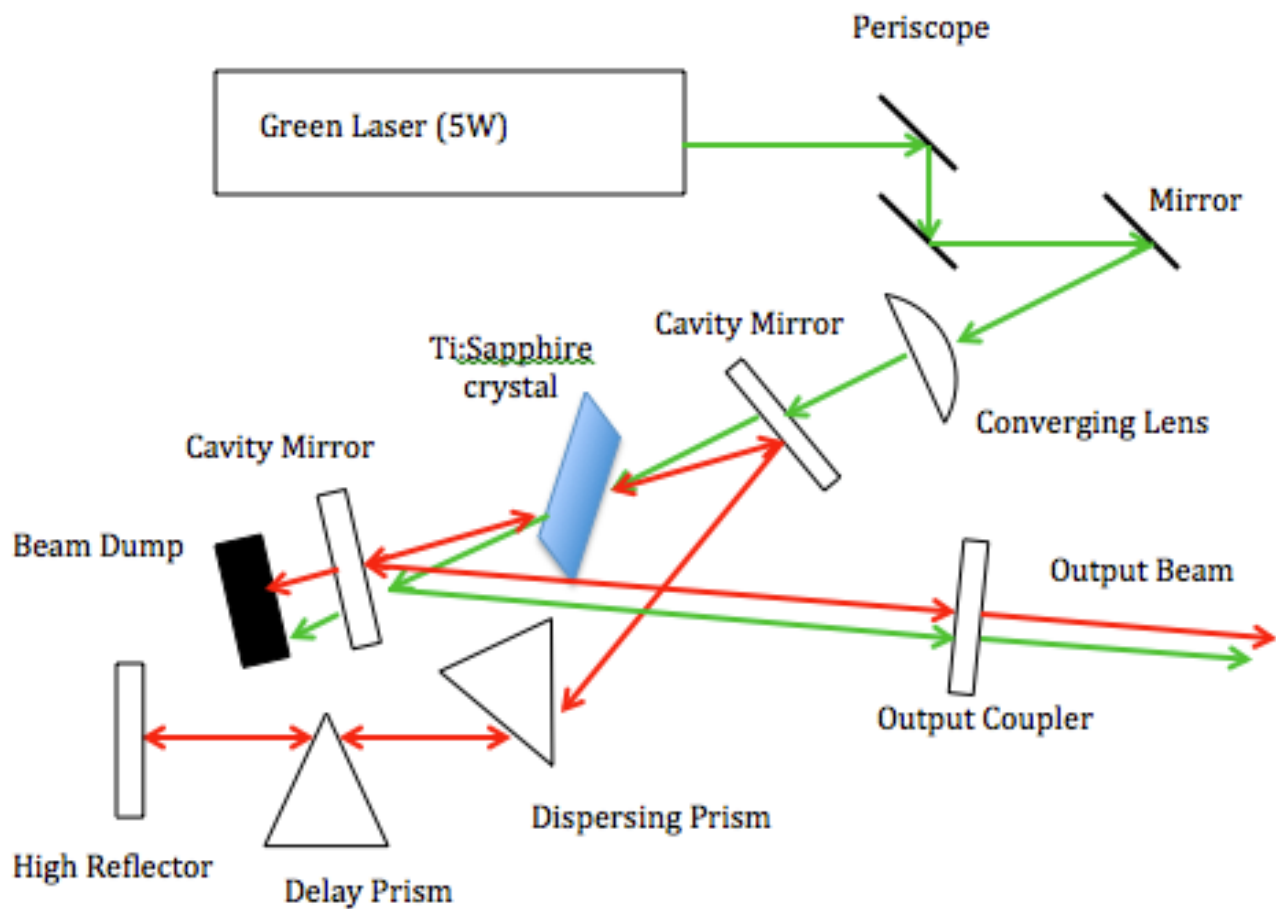 Periscope
Green Laser (5W)
Mirror
Cavity Mirror
Ti:Sapphire
crystal
Converging Lens
Cavity Mirror
Beam Dump
Output Beam
Output Coupler
Dispersing Prism
High Reflector
Delay Prism